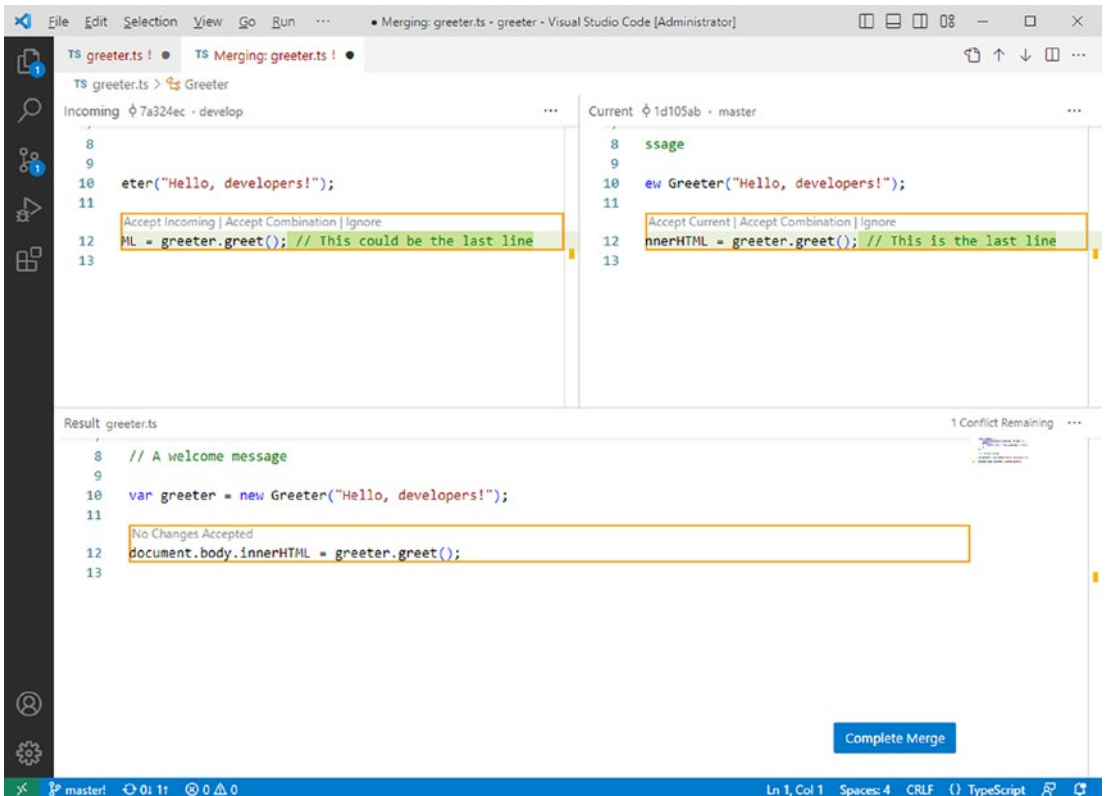 File Edit Selection View Go Run ··· ● Merging: greeter.ts - greeter - Visual Studio Code [Administrator]
TS greeter.ts ! ● TS Merging: greeter.ts ! ●
TS greeter.ts > Greeter
Incoming 7a324ec · develop ···
8
9
10 eter("Hello, developers!");
11
Accept Incoming | Accept Combination | Ignore
12 ML = greeter.greet(); // This could be the last line
13
Current 1d105ab · master ···
8 ssage
9
10 ew Greeter("Hello, developers!");
11
Accept Current | Accept Combination | Ignore
12 nnerHTML = greeter.greet(); // This is the last line
13
Result greeter.ts 1 Conflict Remaining ···
8 // A welcome message
9
10 var greeter = new Greeter("Hello, developers!");
11
No Changes Accepted
12 document.body.innerHTML = greeter.greet();
13
Complete Merge
1
1
master! 0↓ 1↑ 0 0 Ln 1, Col 1 Spaces: 4 CRLF {} TypeScript